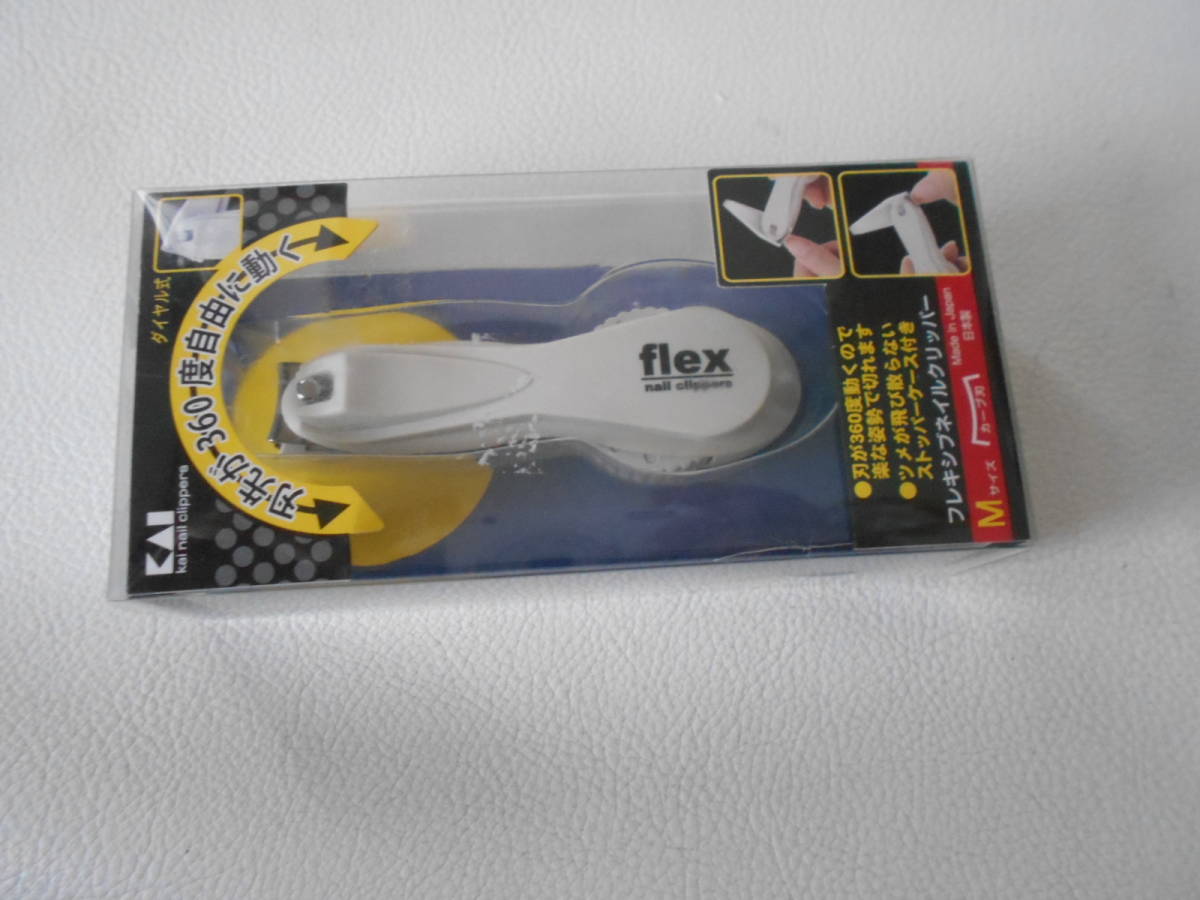 ダイヤル式
刃先が360度自由に動く
KAI
kai nail clippers
flex
nail clippers
●刃が360度動くので
楽な姿勢で切れます
●ツメが飛び散らない
ストッパーケース付き
フレキシブネイルクリッパー
Mサイズ
カーブ刃
Made in Japan
日本製